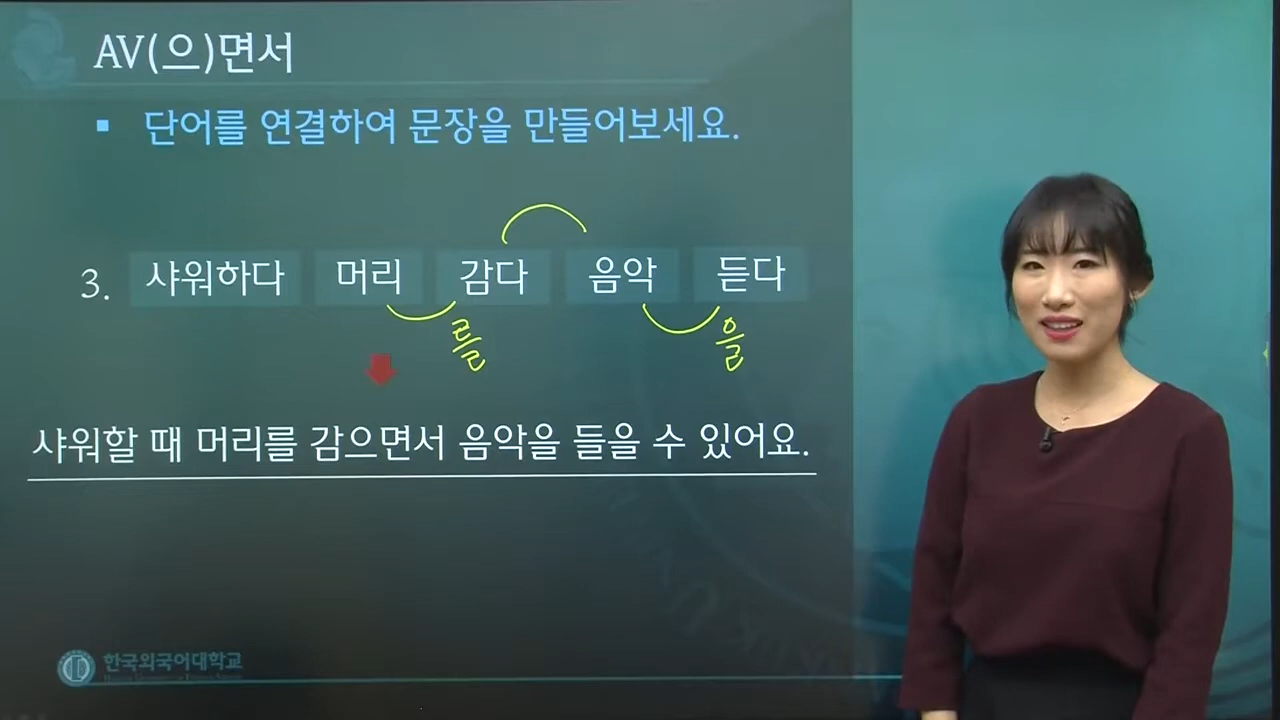 AV(으)면서
▪ 단어를 연결하여 문장을 만들어보세요.
3. 샤워하다 머리 감다 음악 듣다
를 을
샤워할 때 머리를 감으면서 음악을 들을 수 있어요.
한국외국어대학교